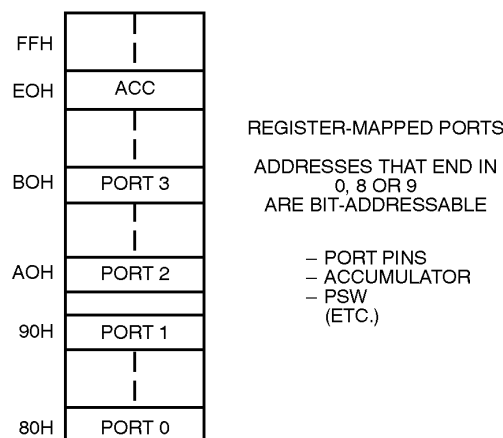 FFH
EOH ACC
REGISTER-MAPPED PORTS
ADDRESSES THAT END IN
0, 8 OR 9
ARE BIT-ADDRESSABLE
BOH PORT 3
– PORT PINS
– ACCUMULATOR
– PSW
(ETC.)
AOH PORT 2
90H PORT 1
80H PORT 0